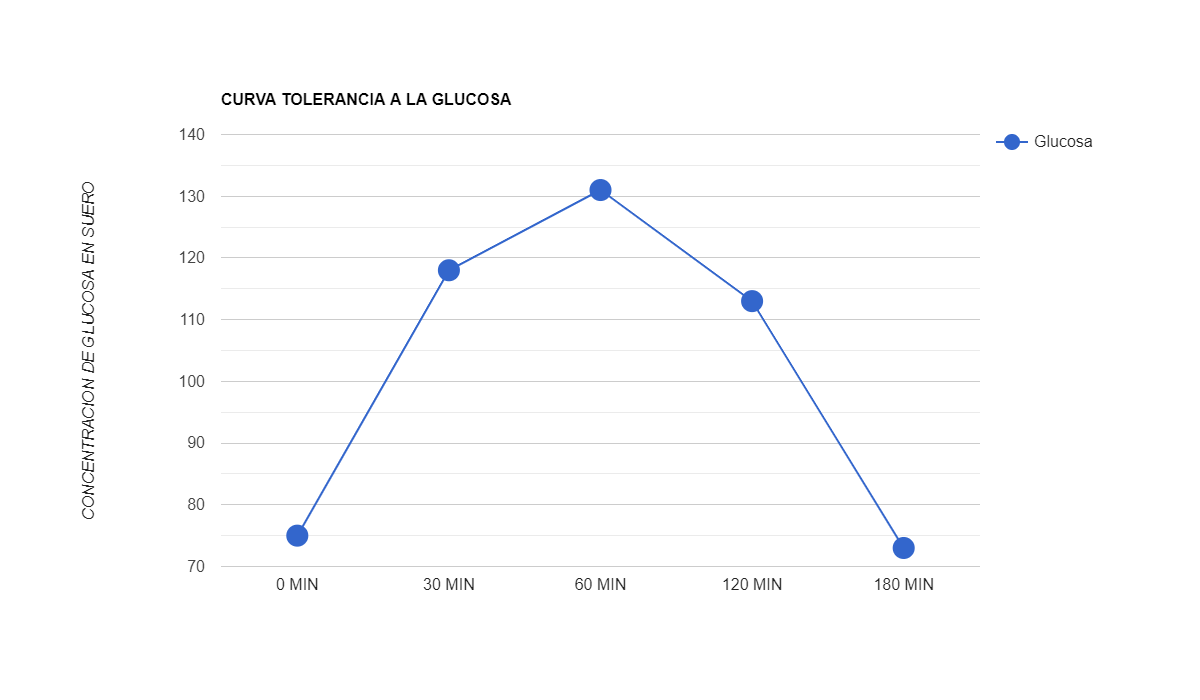 CURVA TOLERANCIA A LA GLUCOSA
Glucosa
CONCENTRACION DE GLUCOSA EN SUERO
140
130
120
110
100
90
80
70
0 MIN 30 MIN 60 MIN 120 MIN 180 MIN